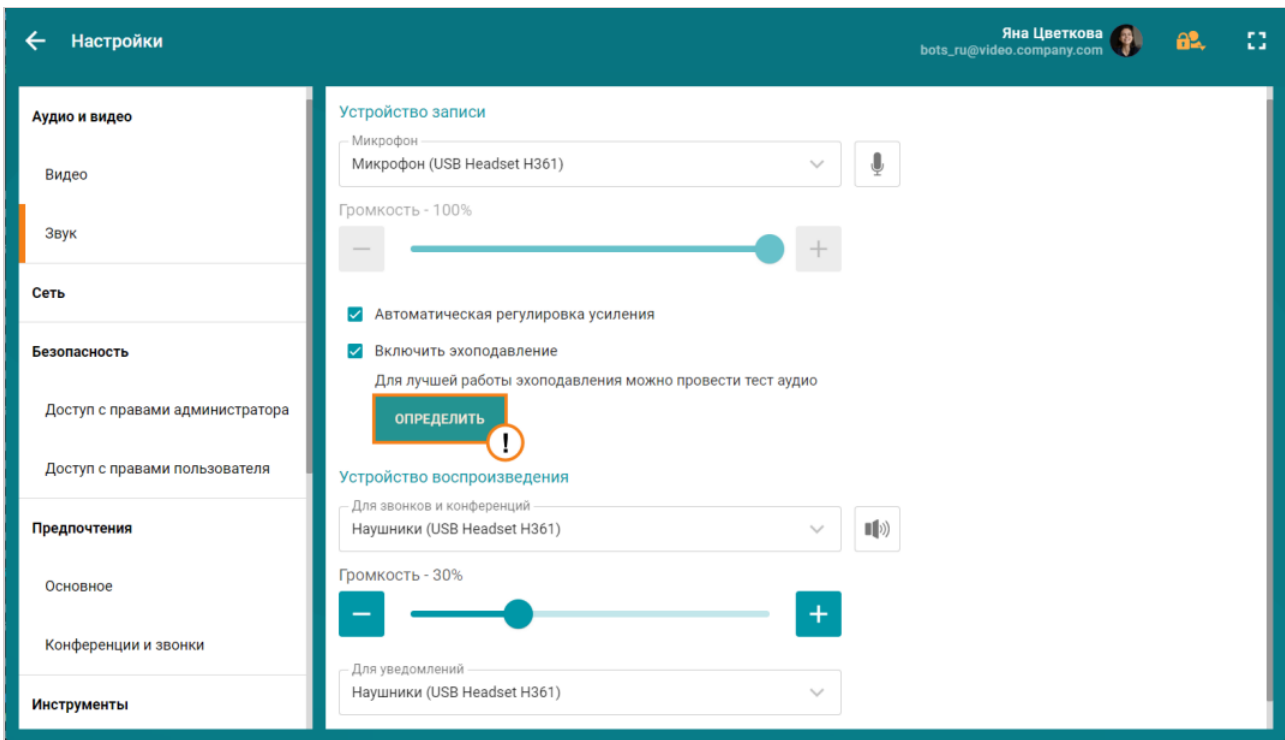 Настройки
Яна Цветкова
bots_ru@video.company.com
Аудио и видео
Видео
Звук
Сеть
Безопасность
Доступ с правами администратора
Доступ с правами пользователя
Предпочтения
Основное
Конференции и звонки
Инструменты
Устройство записи
Микрофон
Микрофон (USB Headset H361)
Громкость - 100%
Автоматическая регулировка усиления
Включить эхоподавление
Для лучшей работы эхоподавления можно провести тест аудио
ОПРЕДЕЛИТЬ
!
Устройство воспроизведения
Для звонков и конференций
Наушники (USB Headset H361)
Громкость - 30%
Для уведомлений
Наушники (USB Headset H361)